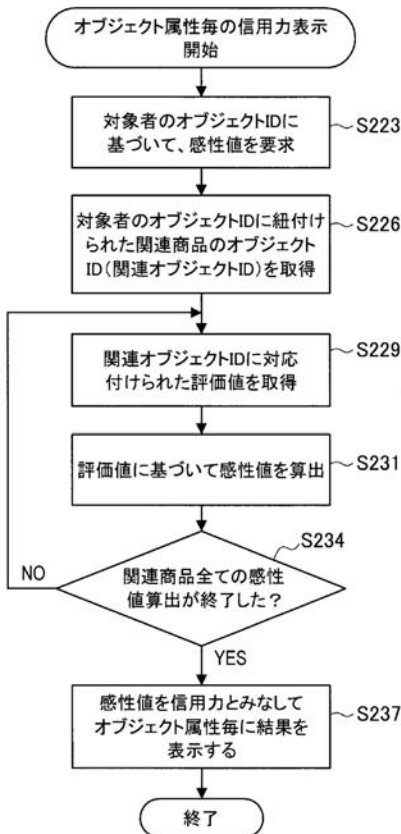 オブジェクト属性毎の信用力表示
開始
対象者のオブジェクトIDに
基づいて、感性値を要求
S223
対象者のオブジェクトIDに紐付け
られた関連商品のオブジェクト
ID(関連オブジェクトID)を取得
S226
関連オブジェクトIDに対応
付けられた評価値を取得
S229
評価値に基づいて感性値を算出
S231
S234
関連商品全ての感性
値算出が終了した?
NO
YES
感性値を信用力とみなして
オブジェクト属性毎に結果を
表示する
S237
終了